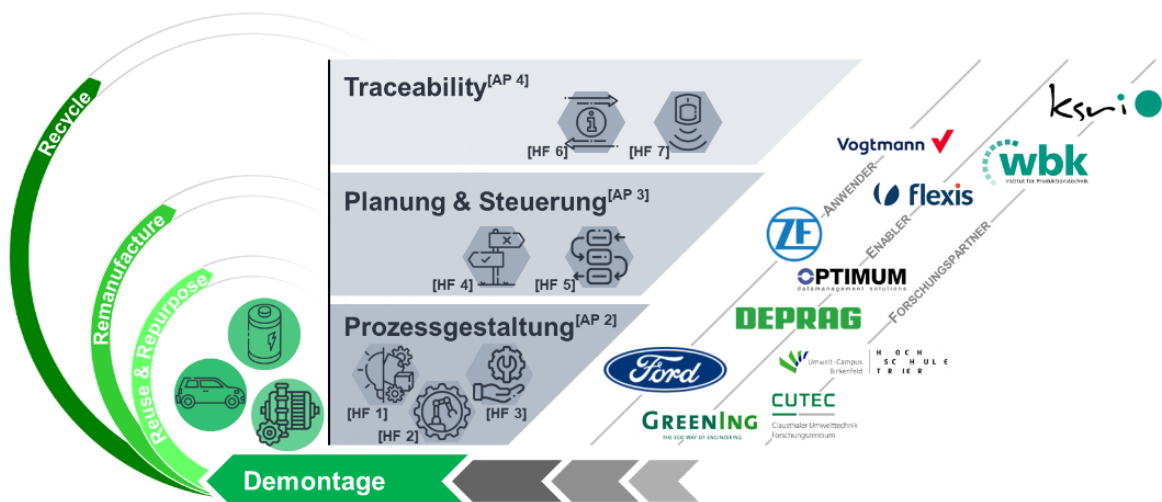 Recycle
Remanufacture
Reuse & Repurpose
Traceability[AP 4]
[HF 6]
[HF 7]
Planung & Steuerung[AP 3]
[HF 4]
[HF 5]
Prozessgestaltung[AP 2]
[HF 1]
[HF 2]
[HF 3]
Demontage
ANWENDER
ENABLER
FORSCHUNGSPARTNER
Vogtmann
ZF
Ford
GREENING
THE ECO WAY OF ENGINEERING
flexis
OPTIMUM
datamanagement solutions
DEPRAG
ksri
wbk
Institut für Produktionstechnik
Umwelt-Campus
Birkenfeld
HOCH
SCHULE
TRIER
CUTEC
Clausthaler Umwelttechnik
Forschungszentrum